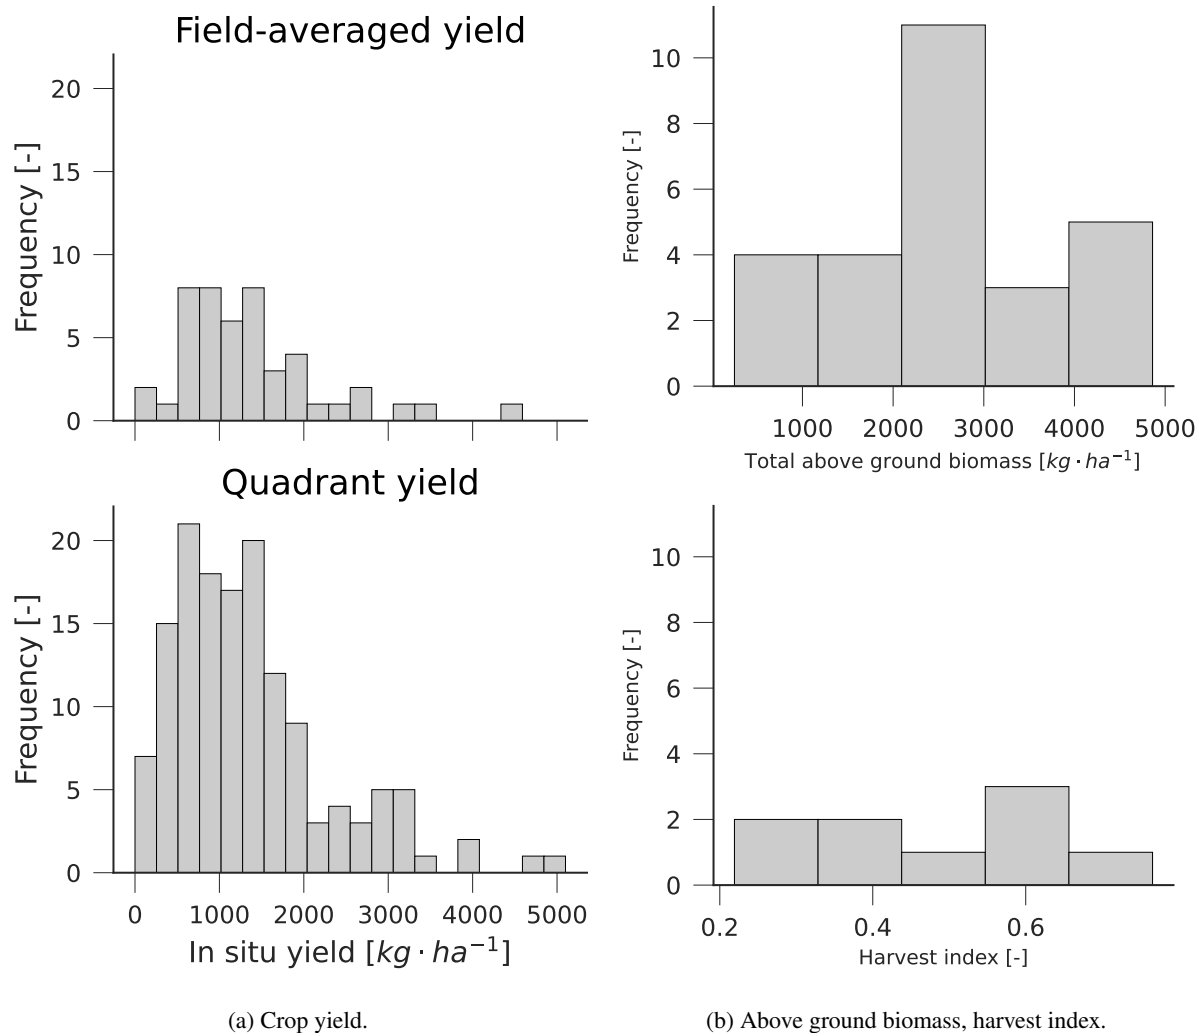 Field-averaged yield
20
15
10
5
0
Frequency [-]
Quadrant yield
20
15
10
5
0
Frequency [-]
0 1000 2000 3000 4000 5000
In situ yield [kg · ha⁻¹]
(a) Crop yield.
10
8
6
4
2
0
Frequency [-]
1000 2000 3000 4000 5000
Total above ground biomass [kg · ha⁻¹]
10
8
6
4
2
0
Frequency [-]
0.2 0.4 0.6
Harvest index [-]
(b) Above ground biomass, harvest index.